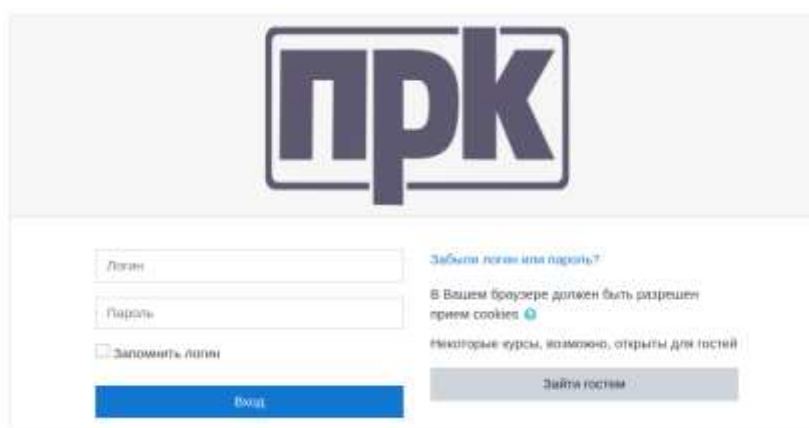 прк
Логин
Пароль
Запомнить логин
Вход
Забыли логин или пароль?
В Вашем браузере должен быть разрешен
прием cookies
Некоторые курсы, возможно, открыты для гостей
Зайти гостем